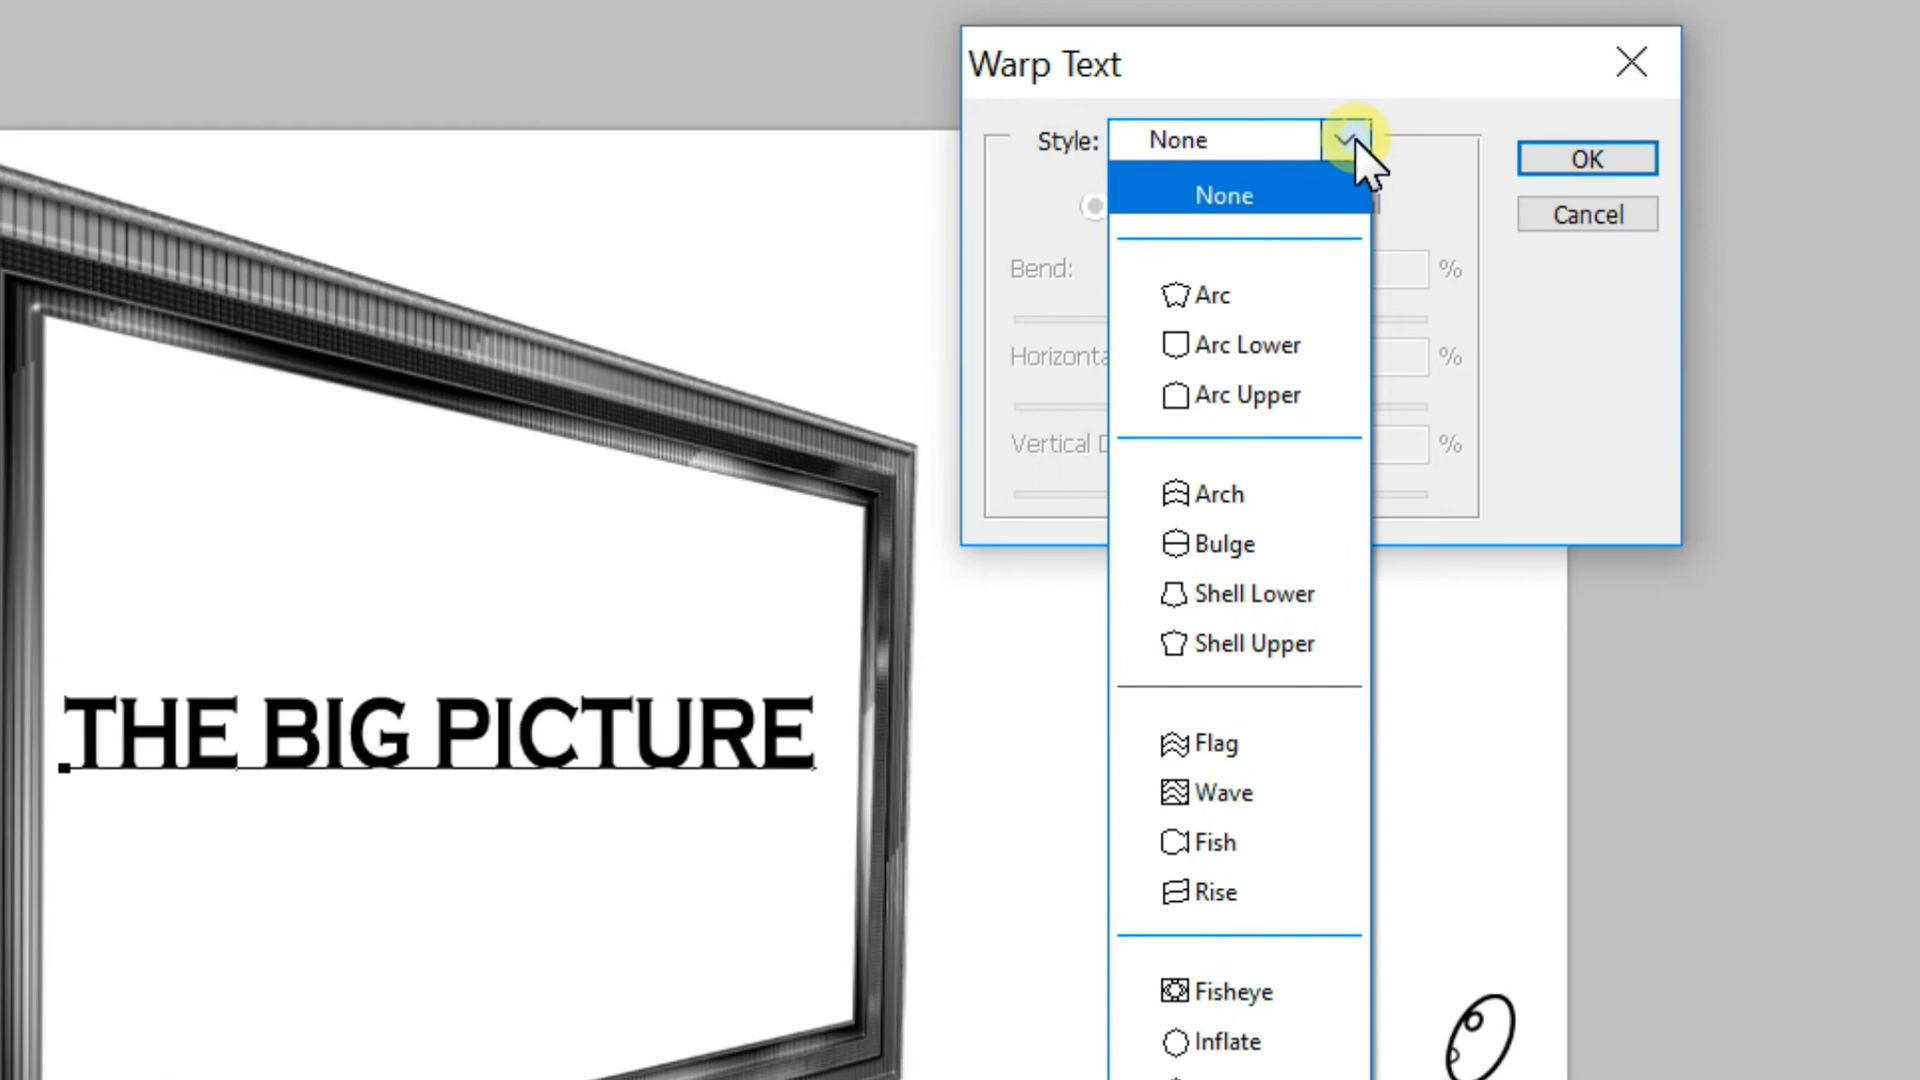 Warp Text
Style:
None
OK
None
Cancel
Bend:
%
Arc
Arc Lower
%
Arc Upper
Vertical
%
Arch
Bulge
Shell Lower
Shell Upper
THE BIG PICTURE
Flag
Wave
Fish
Rise
Fisheye
Inflate